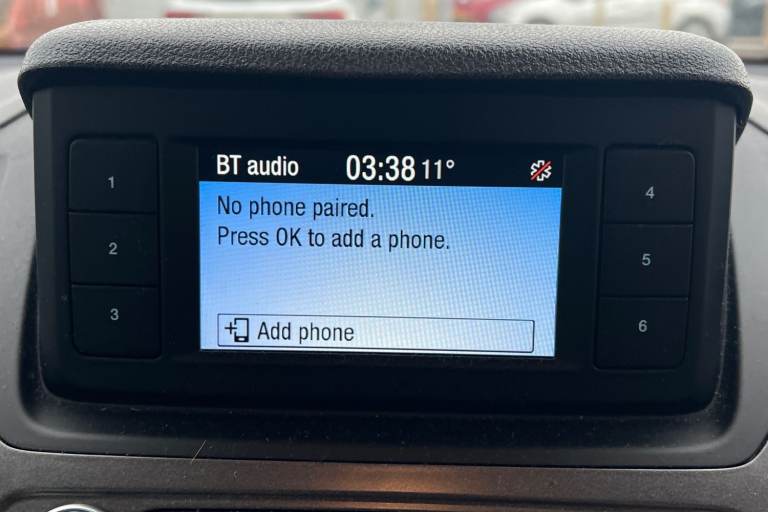 BT audio 03:38 11°
No phone paired.
Press OK to add a phone.
Add phone
1
2
3
4
5
6